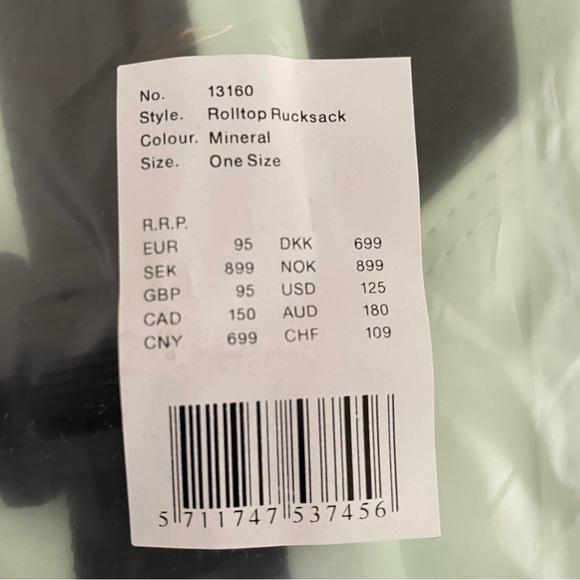 No. 13160
Style. Rolltop Rucksack
Colour. Mineral
Size. One Size
R.R.P.
EUR 95 DKK 699
SEK 899 NOK 899
GBP 95 USD 125
CAD 150 AUD 180
CNY 699 CHF 109
5 711747 537456